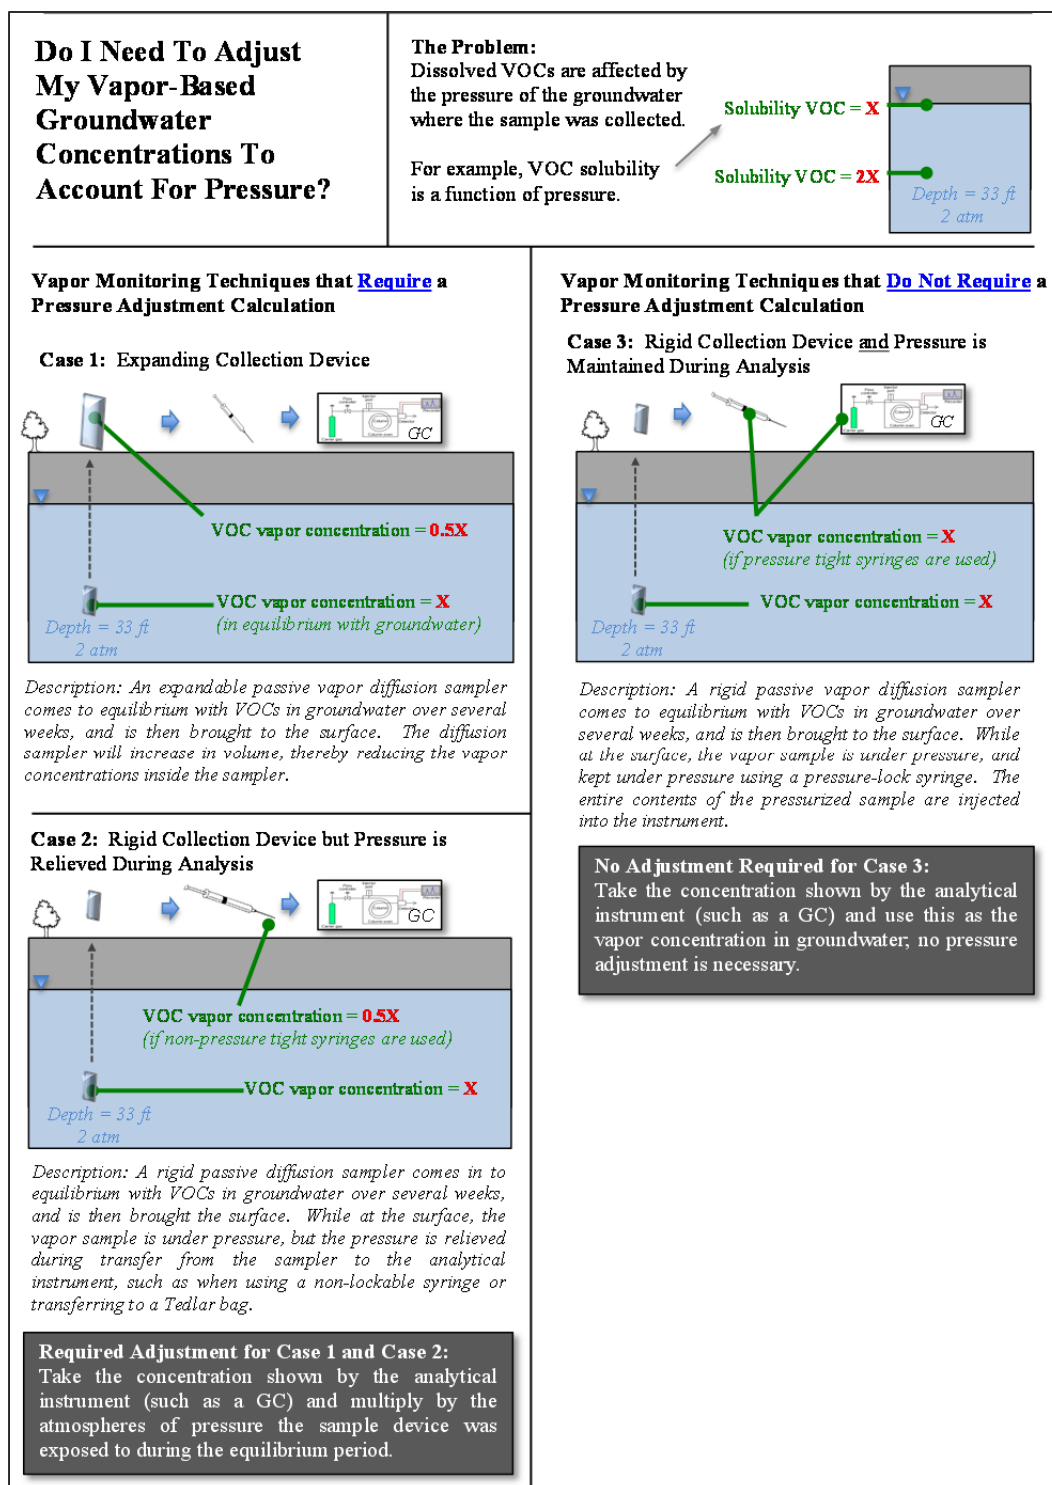 Do I Need To Adjust
My Vapor-Based
Groundwater
Concentrations To
Account For Pressure?
The Problem:
Dissolved VOCs are affected by
the pressure of the groundwater
where the sample was collected.
For example, VOC solubility
is a function of pressure.
Solubility VOC = X
Solubility VOC = 2X
Depth = 33 ft
2 atm
Vapor Monitoring Techniques that Require a
Pressure Adjustment Calculation
Case 1: Expanding Collection Device
GC
VOC vapor concentration = 0.5X
VOC vapor concentration = X
(in equilibrium with groundwater)
Depth = 33 ft
2 atm
Description: An expandable passive vapor diffusion sampler
comes to equilibrium with VOCs in groundwater over several
weeks, and is then brought to the surface. The diffusion
sampler will increase in volume, thereby reducing the vapor
concentrations inside the sampler.
Case 2: Rigid Collection Device but Pressure is
Relieved During Analysis
GC
VOC vapor concentration = 0.5X
(if non-pressure tight syringes are used)
VOC vapor concentration = X
Depth = 33 ft
2 atm
Description: A rigid passive diffusion sampler comes in to
equilibrium with VOCs in groundwater over several weeks,
and is then brought the surface. While at the surface, the
vapor sample is under pressure, but the pressure is relieved
during transfer from the sampler to the analytical
instrument, such as when using a non-lockable syringe or
transferring to a Tedlar bag.
Required Adjustment for Case 1 and Case 2:
Take the concentration shown by the analytical
instrument (such as a GC) and multiply by the
atmospheres of pressure the sample device was
exposed to during the equilibrium period.
Vapor Monitoring Techniques that Do Not Require a
Pressure Adjustment Calculation
Case 3: Rigid Collection Device and Pressure is
Maintained During Analysis
GC
VOC vapor concentration = X
(if pressure tight syringes are used)
VOC vapor concentration = X
Depth = 33 ft
2 atm
Description: A rigid passive vapor diffusion sampler
comes to equilibrium with VOCs in groundwater over
several weeks, and is then brought to the surface. While
at the surface, the vapor sample is under pressure, and
kept under pressure using a pressure-lock syringe. The
entire contents of the pressurized sample are injected
into the instrument.
No Adjustment Required for Case 3:
Take the concentration shown by the analytical
instrument (such as a GC) and use this as the
vapor concentration in groundwater; no pressure
adjustment is necessary.